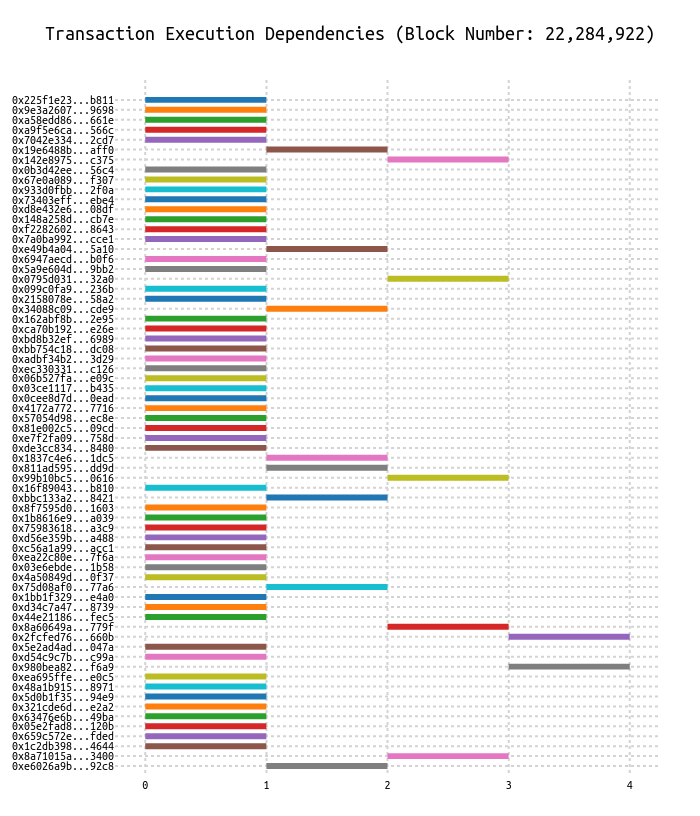 Transaction Execution Dependencies (Block Number: 22,284,922)
0x225f1e23...b811
0x9e3a2607...9698
0xa58edd86...661e
0xa9f5e6ca...566c
0x7042e334...2cd7
0x19e6488b...aff0
0x142e8975...c375
0x0b3d42ee...56c4
0x67e0a089...f307
0x933d0fbb...2f0a
0x73403eff...ebe4
0xd8e432e6...08df
0x148a258d...cb7e
0xf2282602...8643
0x7a0ba992...cce1
0xe49b4a04...5a10
0x6947aecd...b0f6
0x5a9e604d...9bb2
0x0795d031...32a0
0x099c0fa9...236b
0x2158078e...58a2
0x34088c09...cde9
0x162abf8b...2e95
0xca70b192...e26e
0xbd8b32ef...6989
0xbb754c18...dc08
0xadbf34b2...3d29
0xec330331...c126
0x06b527fa...e09c
0x03ce1117...b435
0x0cee8d7d...0ead
0x4172a772...7716
0x57054d98...ec8e
0x81e002c5...09cd
0xe7f2fa09...758d
0xde3cc834...8480
0x1837c4e6...1dc5
0x811ad595...dd9d
0x99b10bc5...0616
0x16f89043...b810
0xbbc133a2...8421
0x8f7595d0...1603
0x1b8616e9...a039
0x75983618...a3c9
0xd56e359b...a488
0xc56a1a99...acc1
0xea22c80e...7f6a
0x03e6ebde...1b58
0x4a50849d...0f37
0x75d08af0...77a6
0x1bb1f329...e4a0
0xd34c7a47...8739
0x44e21186...fec5
0x8a60649a...779f
0x2fcfed76...660b
0x5e2ad4ad...047a
0xd54c9c7b...c99a
0x980bea82...f6a9
0xea695ffe...e0c5
0x48a1b915...8971
0x5d0b1f35...94e9
0x321cde6d...e2a2
0x63476e6b...49ba
0x05e2fad8...120b
0x659c572e...fded
0x1c2db398...4644
0x8a71015a...3400
0xe6026a9b...92c8
0 1 2 3 4